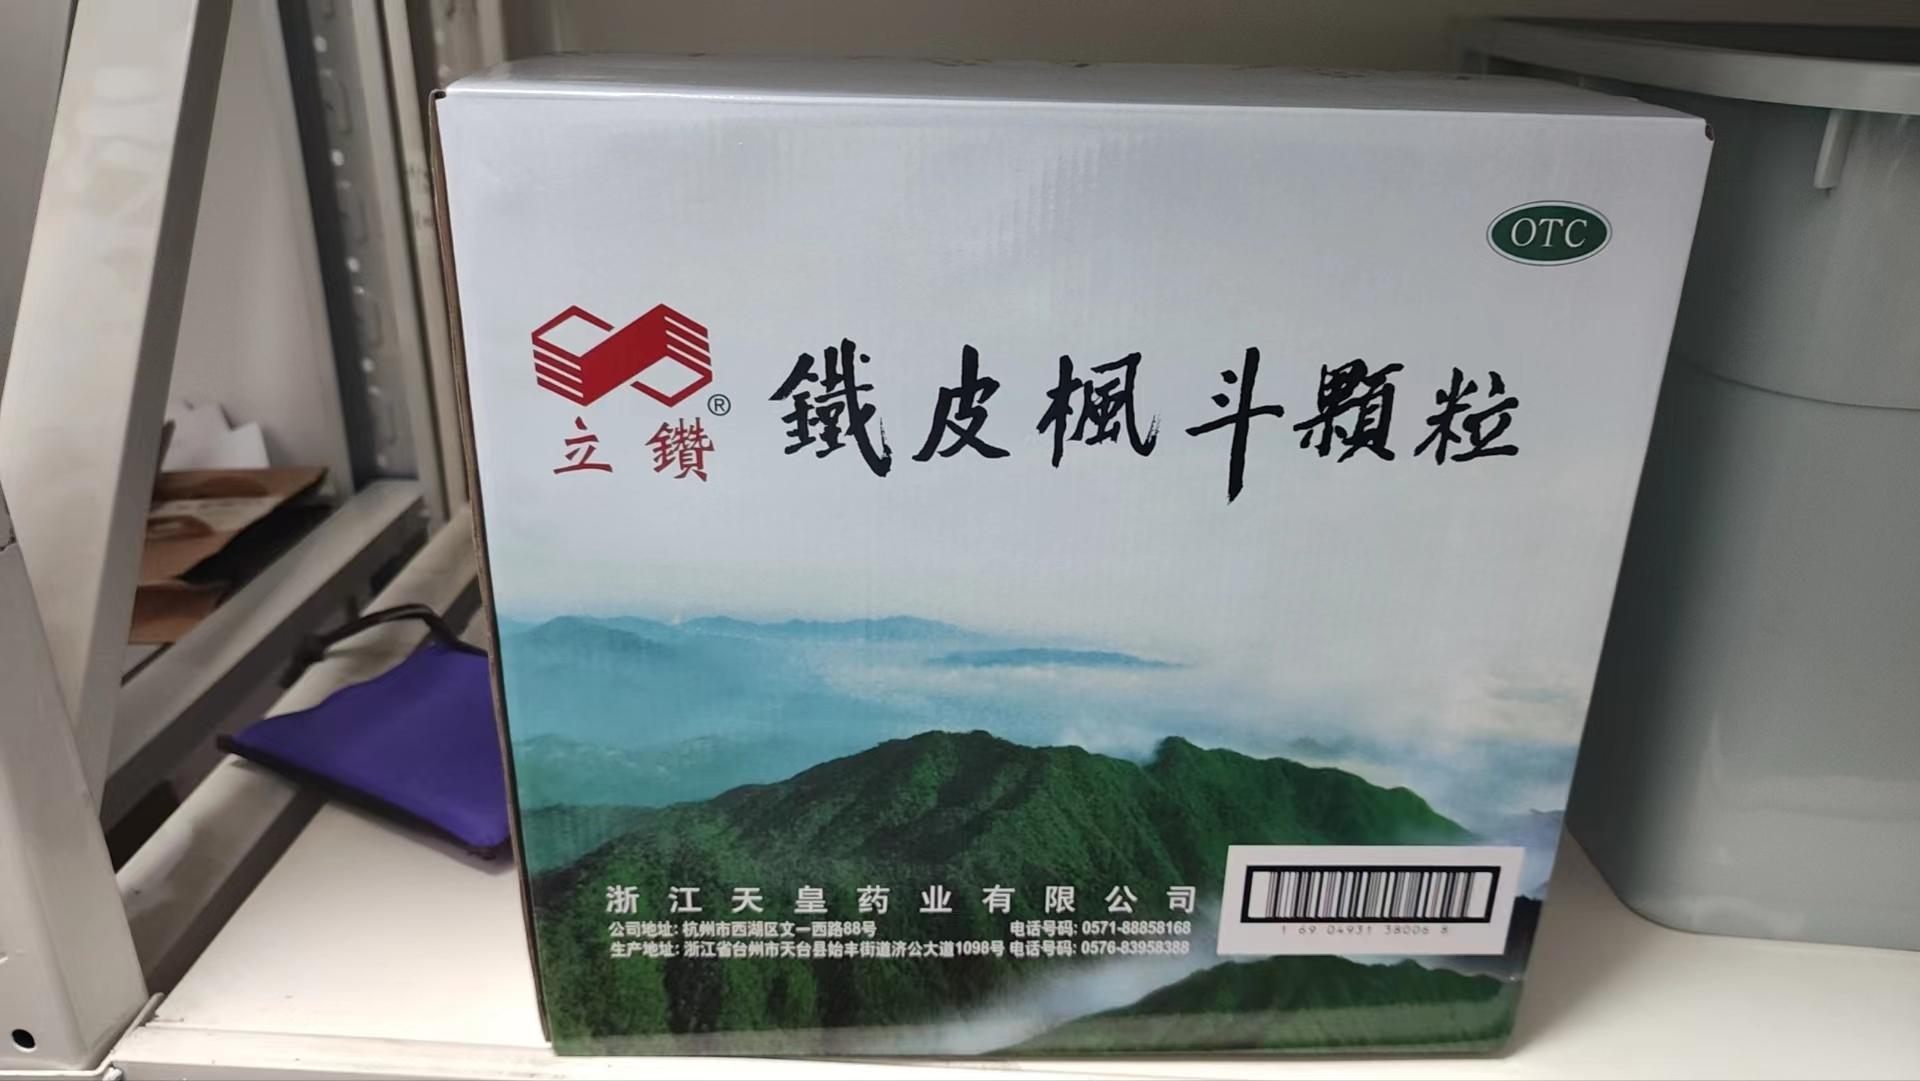 OTC
®
立鑽
鐵皮楓斗顆粒
浙江天皇药业有限公司
公司地址: 杭州市西湖区文一西路88号 电话号码: 0571-88858168
生产地址: 浙江省台州市天台县始丰街道济公大道1098号 电话号码: 0576-83958388
1 69 04931 38006 8